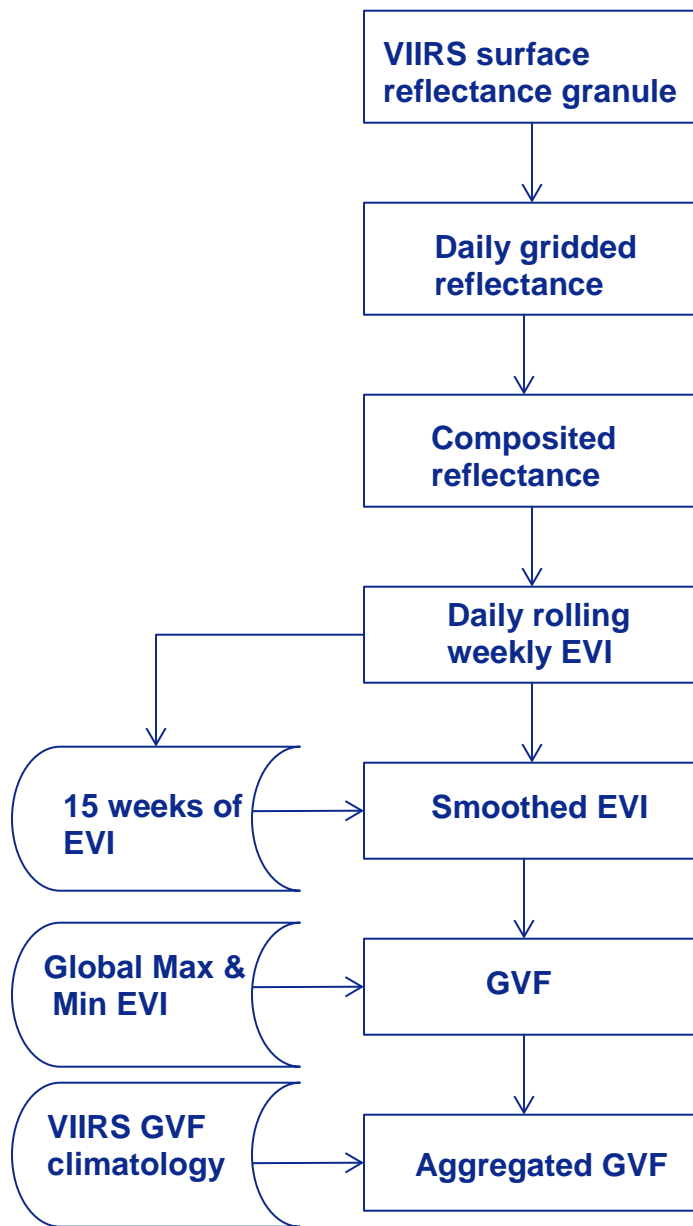 VIIRS surface
reflectance granule
Daily gridded
reflectance
Composited
reflectance
Daily rolling
weekly EVI
15 weeks of
EVI
Smoothed EVI
Global Max &
Min EVI
GVF
VIIRS GVF
climatology
Aggregated GVF